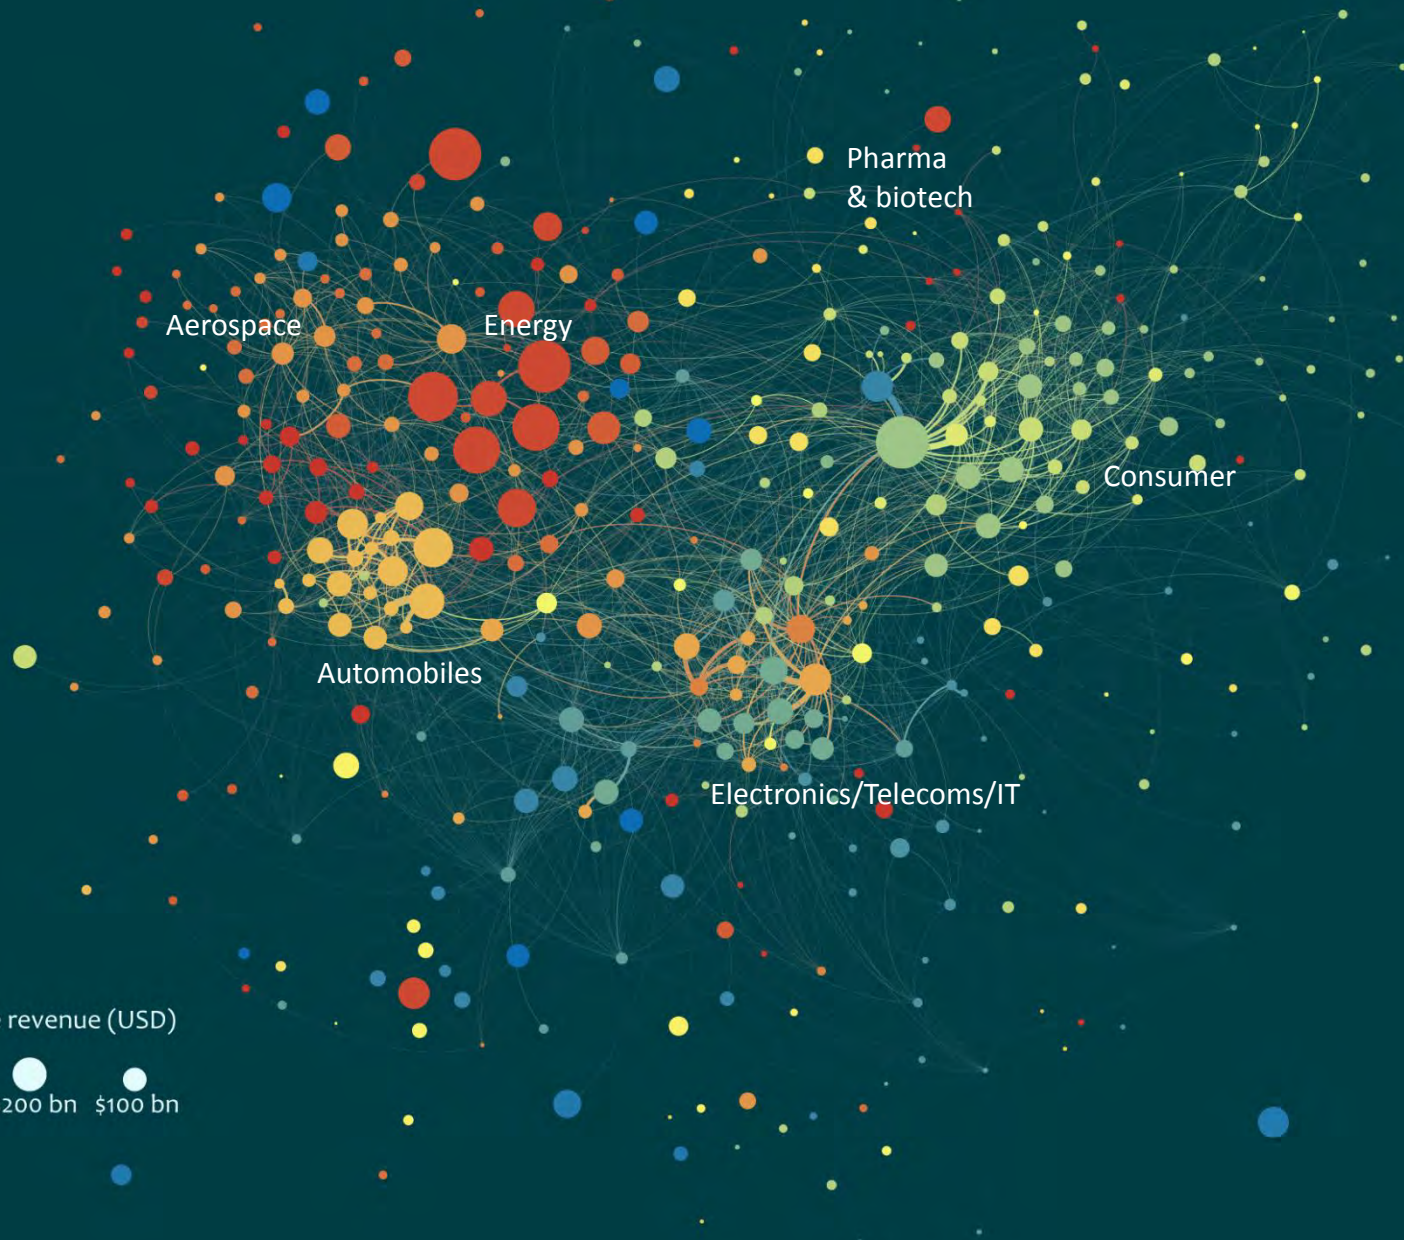 Pharma
& biotech
Aerospace
Energy
Consumer
Automobiles
Electronics/Telecoms/IT
revenue (USD)
200 bn $100 bn